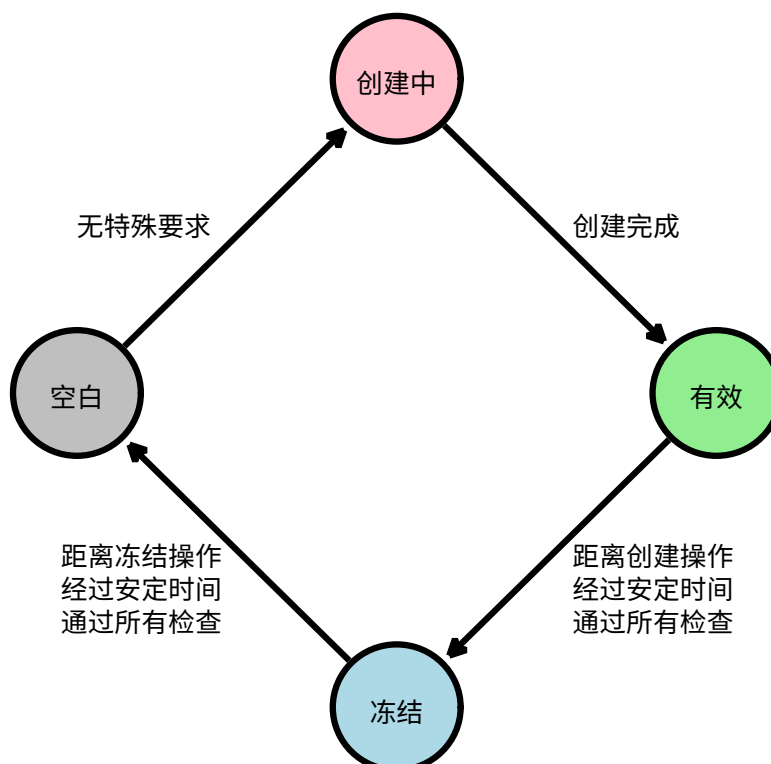 创建中
无特殊要求
创建完成
空白
有效
距离冻结操作
经过安定时间
通过所有检查
距离创建操作
经过安定时间
通过所有检查
冻结